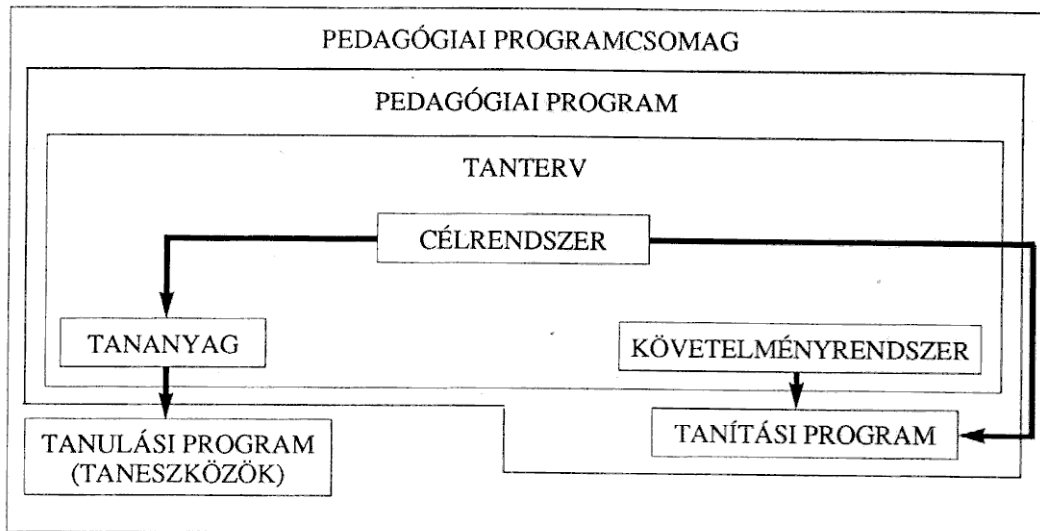 PEDAGÓGIAI PROGRAMCSOMAG
PEDAGÓGIAI PROGRAM
TANTERV
CÉLRENDSZER
TANANYAG
KÖVETELMÉNYRENDSZER
TANULÁSI PROGRAM
(TANESZKÖZÖK)
TANÍTÁSI PROGRAM